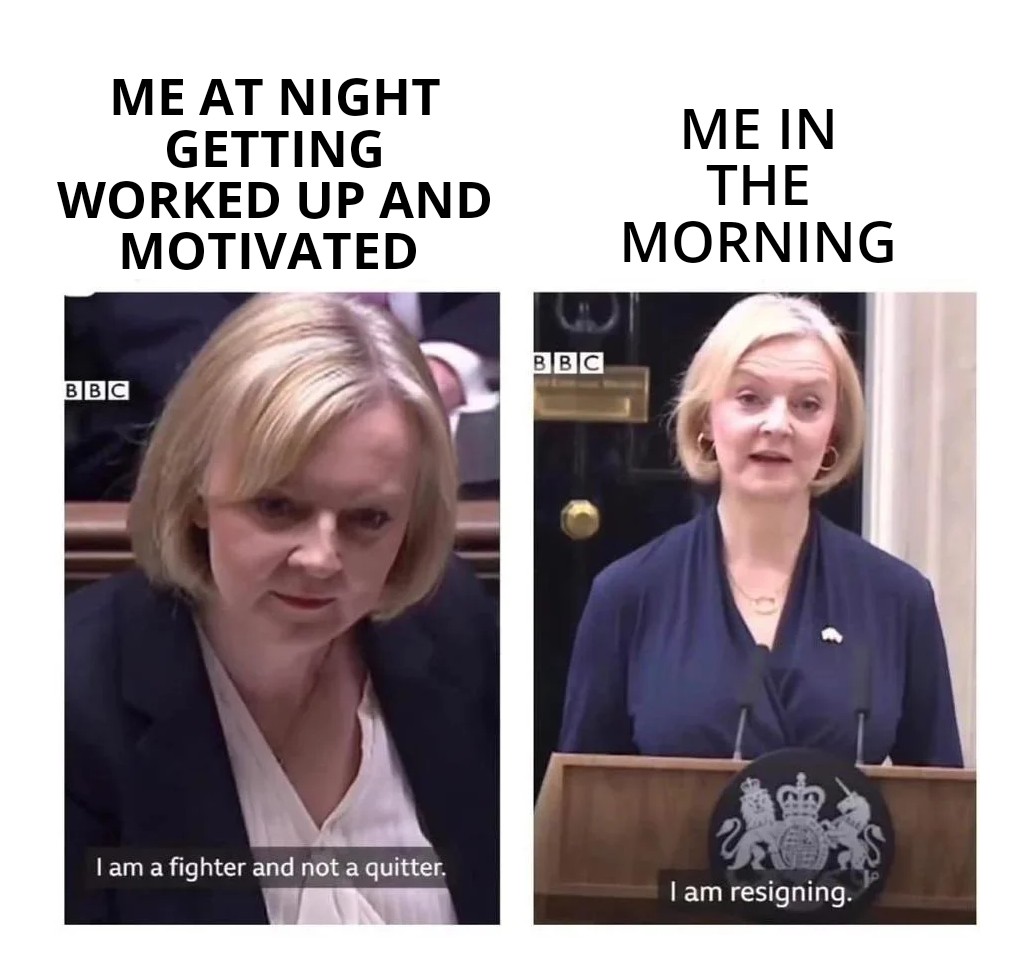 ME AT NIGHT
GETTING
WORKED UP AND
MOTIVATED
BBC
I am a fighter and not a quitter.
ME IN
THE
MORNING
BBC
I am resigning.